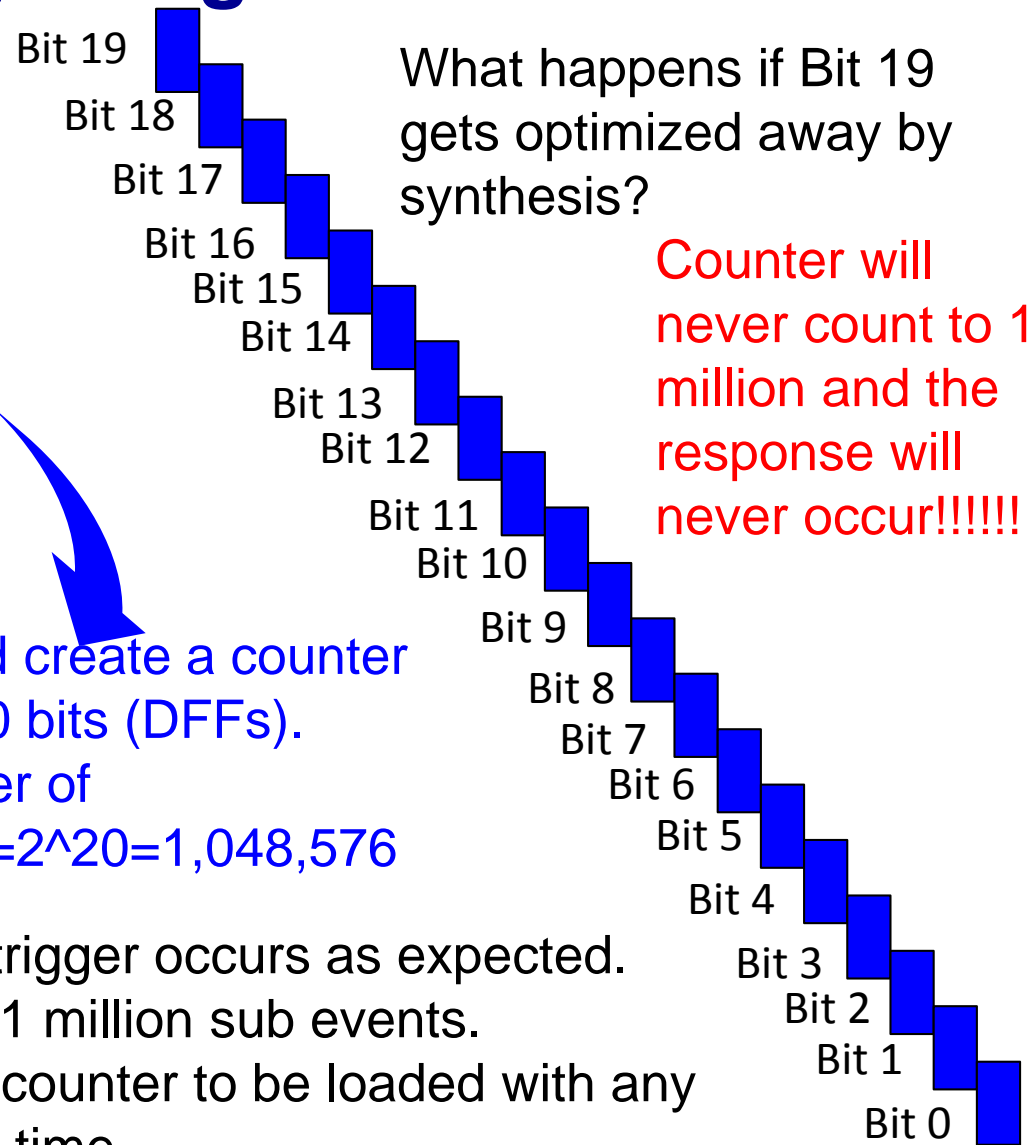 Bit 19
Bit 18
Bit 17
Bit 16
Bit 15
Bit 14
Bit 13
Bit 12
Bit 11
Bit 10
Bit 9
Bit 8
Bit 7
Bit 6
Bit 5
Bit 4
Bit 3
Bit 2
Bit 1
Bit 0
What happens if Bit 19
gets optimized away by
synthesis?
Counter will
never count to 1
million and the
response will
never occur!!!!!!
create a counter
0 bits (DFFs).
er of
=2^20=1,048,576
trigger occurs as expected.
1 million sub events.
counter to be loaded with any
time